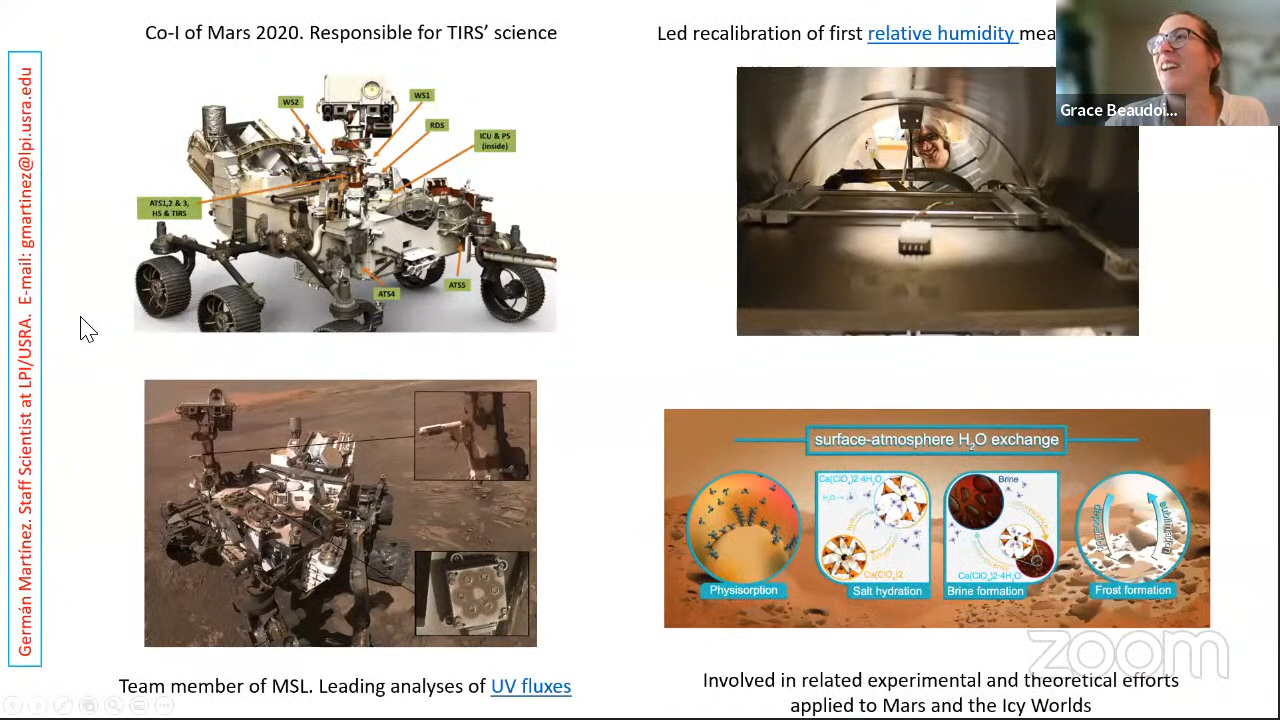 Co-I of Mars 2020. Responsible for TIRS’ science
Led recalibration of first relative humidity mea
Grace Beaudoi...
Germán Martínez. Staff Scientist at LPI/USRA. E-mail: gmartinez@lpi.usra.edu
WS2
WS1
RDS
ICU & PS
(inside)
ATS1,2 & 3,
HS & TIRS
ATS4
ATS5
surface-atmosphere H₂O exchange
Ca(ClO₄)2·4H₂O
H₂O
Ca(ClO₄)2
Brine
Ca(ClO₄)2·4H₂O
deposition
sublimation
Physisorption
Salt hydration
Brine formation
Frost formation
zoom
Team member of MSL. Leading analyses of UV fluxes
Involved in related experimental and theoretical efforts
applied to Mars and the Icy Worlds